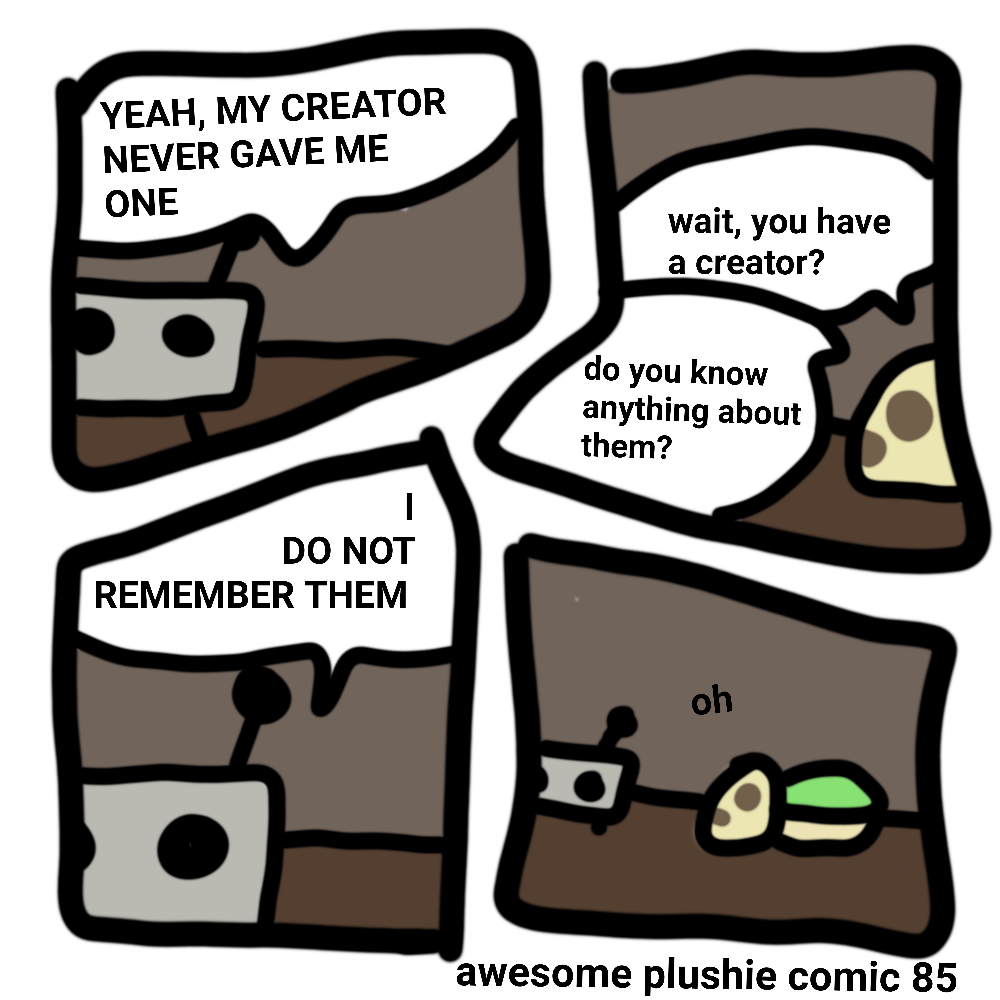 YEAH, MY CREATOR
NEVER GAVE ME
ONE
wait, you have
a creator?
do you know
anything about
them?
I
DO NOT
REMEMBER THEM
oh
awesome plushie comic 85